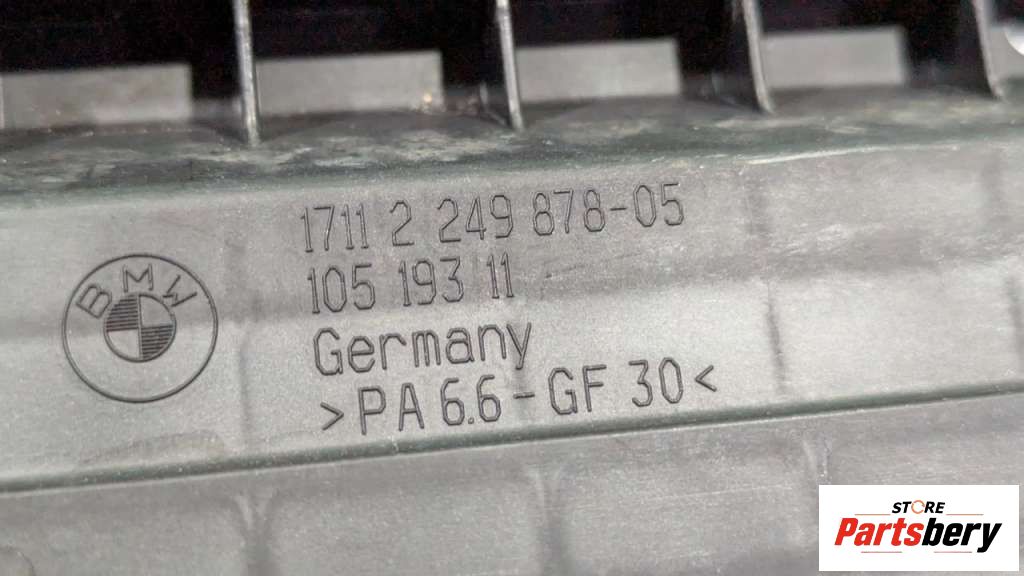 BMW
1711 2 249 878-05
105 193 11
Germany
>PA 6.6-GF 30<
STORE
Partsbery